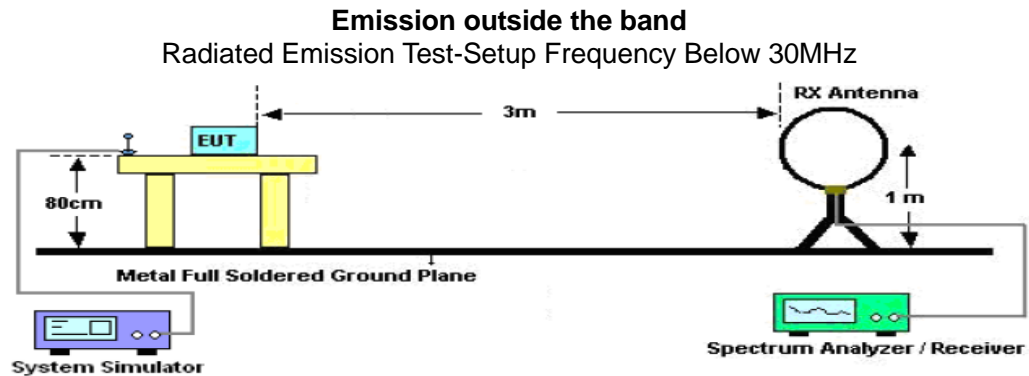 Emission outside the band
Radiated Emission Test-Setup Frequency Below 30MHz
RX Antenna
3m
EUT
80cm
1 m
Metal Full Soldered Ground Plane
System Simulator
Spectrum Analyzer / Receiver